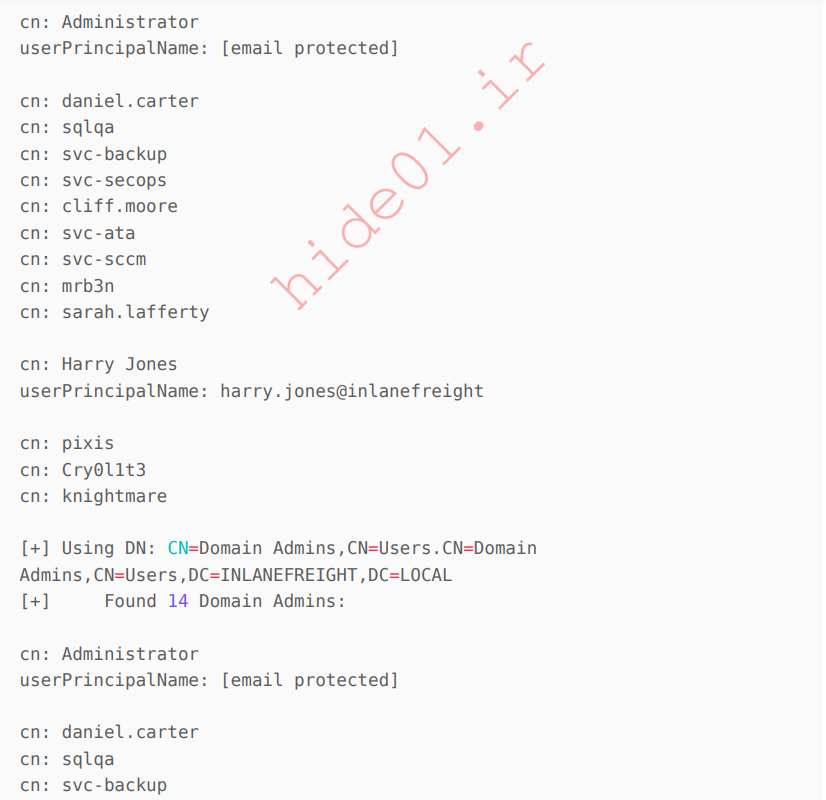 cn: Administrator
userPrincipalName: [email protected]
cn: daniel.carter
cn: sqlqa
cn: svc-backup
cn: svc-secops
cn: cliff.moore
cn: svc-ata
cn: svc-sccm
cn: mrb3n
cn: sarah.lafferty
cn: Harry Jones
userPrincipalName: harry.jones@inlanefreight
cn: pixis
cn: Cry0l1t3
cn: knightmare
[+] Using DN: CN=Domain Admins,CN=Users.CN=Domain
Admins,CN=Users,DC=INLANEFREIGHT,DC=LOCAL
[+]     Found 14 Domain Admins:
cn: Administrator
userPrincipalName: [email protected]
cn: daniel.carter
cn: sqlqa
cn: svc-backup
hide01.ir